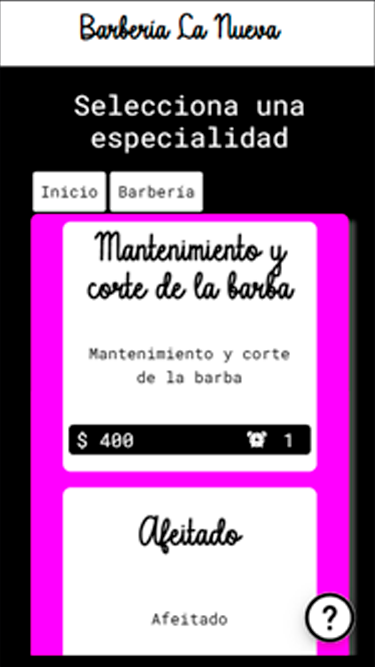 Barbería La Nueva
Selecciona una
especialidad
Inicio
Barbería
Mantenimiento y
corte de la barba
Mantenimiento y corte
de la barba
$ 400
1
Afeitado
Afeitado
?